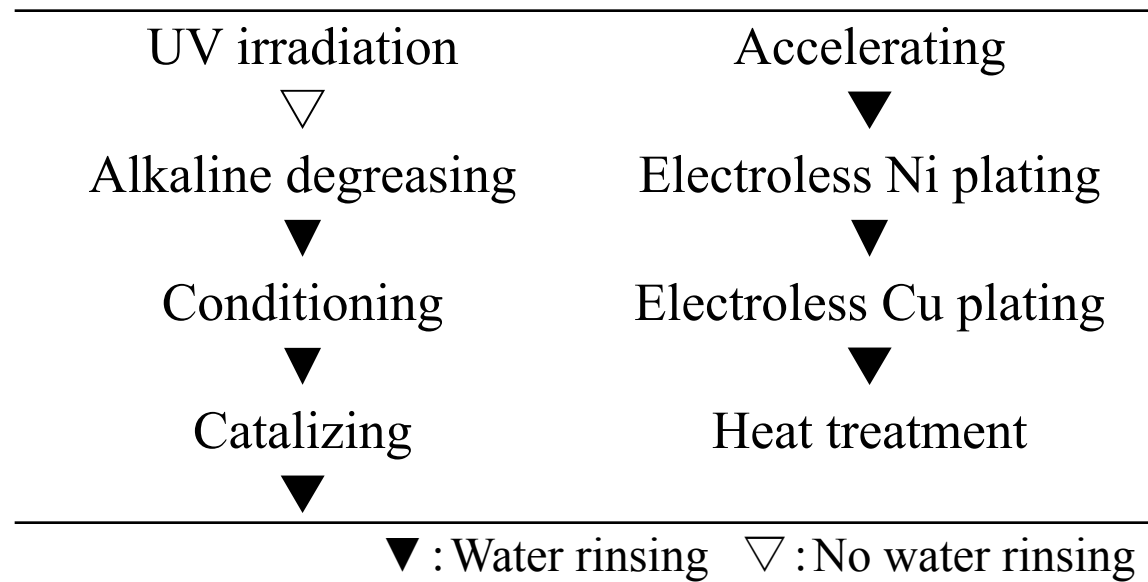 UV irradiation
Alkaline degreasing
Conditioning
Catalizing
Accelerating
Electroless Ni plating
Electroless Cu plating
Heat treatment
▼:Water rinsing ▽:No water rinsing